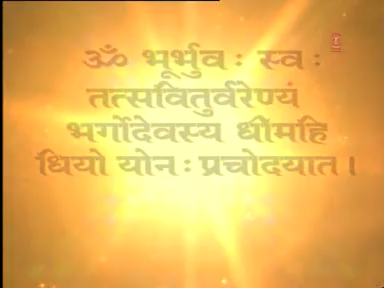 ॐ भूर्भुवः स्वः
तत्सवितुर्वरेण्यं
भर्गोदेवस्य धीमहि
धियो योनः प्रचोदयात।